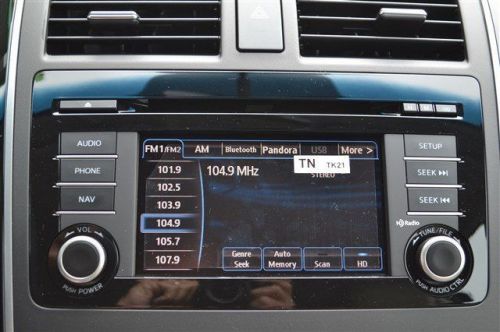 AUDIO
PHONE
NAV
VOL
PUSH POWER
FM1/FM2 AM Bluetooth Pandora USB More >
101.9
102.5
103.9
104.9
105.7
107.9
104.9 MHz
TN TK21
STEREO
Genre Seek
Auto Memory
Scan
HD
SETUP
SEEK
SEEK
HD Radio
TUNE/FILE
PUSH AUDIO CTRL